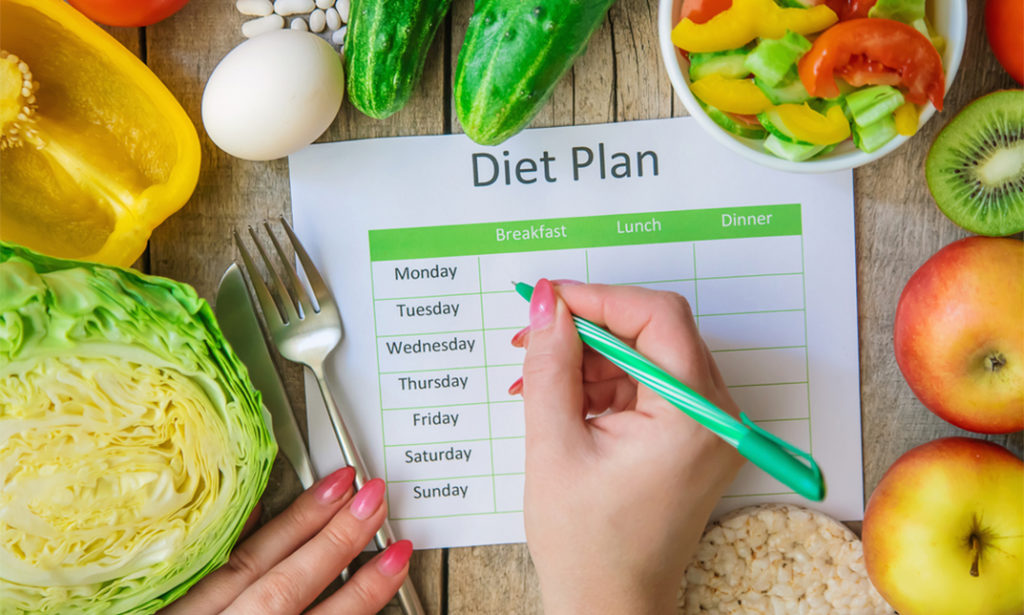 Diet Plan
Breakfast Lunch Dinner
Monday
Tuesday
Wednesday
Thursday
Friday
Saturday
Sunday